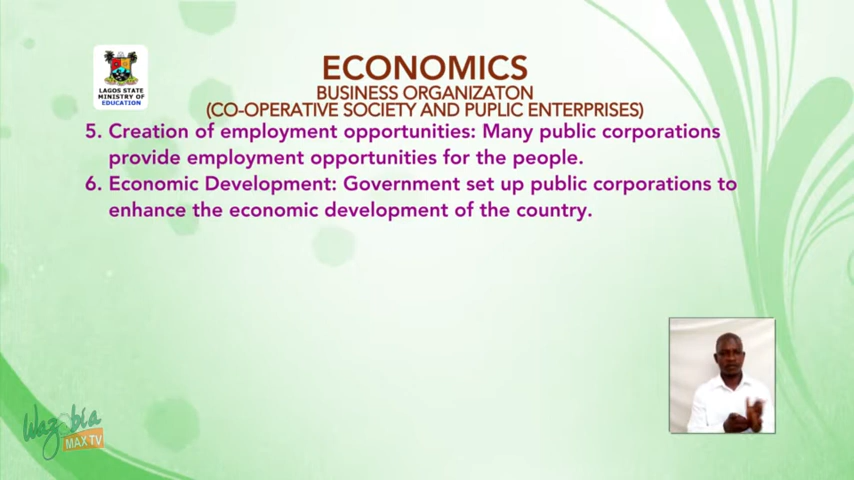 LAGOS STATE
MINISTRY OF
EDUCATION
ECONOMICS
BUSINESS ORGANIZATON
(CO-OPERATIVE SOCIETY AND PUPLIC ENTERPRISES)
5. Creation of employment opportunities: Many public corporations
provide employment opportunities for the people.
6. Economic Development: Government set up public corporations to
enhance the economic development of the country.
Wazobia
MAX TV